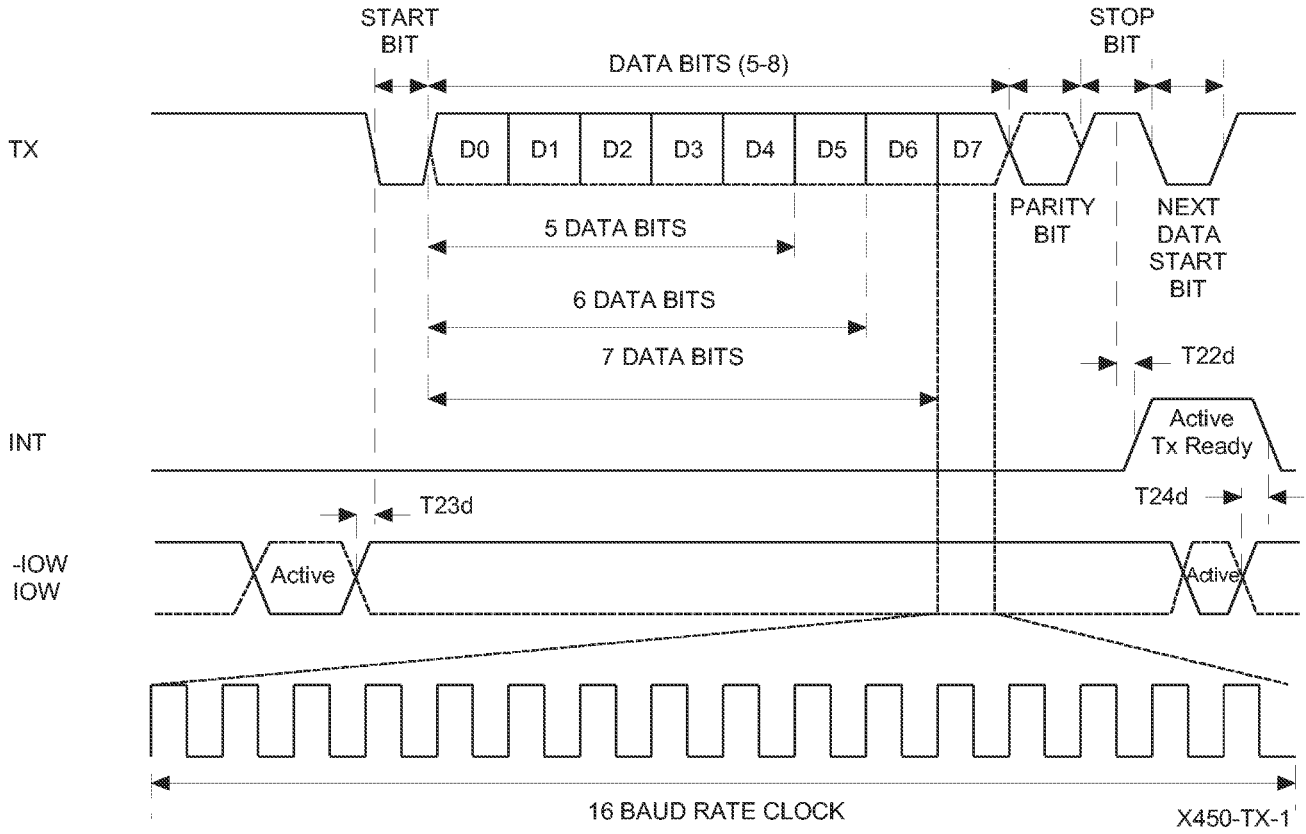 START
BIT
STOP
BIT
DATA BITS (5-8)
TX
D0 D1 D2 D3 D4 D5 D6 D7
PARITY
BIT
NEXT
DATA
START
BIT
5 DATA BITS
6 DATA BITS
7 DATA BITS
T22d
INT
Active
Tx Ready
T23d
T24d
-IOW
IOW
Active
Active
16 BAUD RATE CLOCK
X450-TX-1